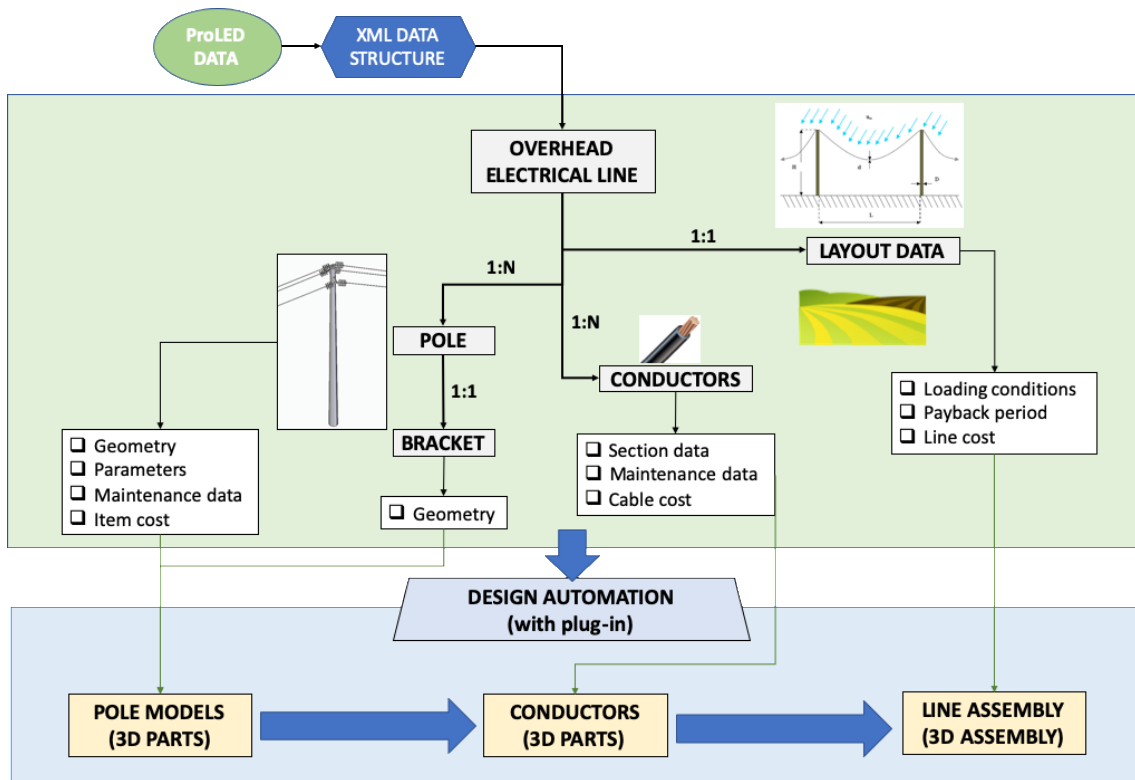 ProLED
DATA
XML DATA
STRUCTURE
OVERHEAD
ELECTRICAL LINE
H
d
D
L
1:1
LAYOUT DATA
1:N
1:N
POLE
CONDUCTORS
1:1
BRACKET
❑ Loading conditions
❑ Payback period
❑ Line cost
❑ Geometry
❑ Parameters
❑ Maintenance data
❑ Item cost
❑ Geometry
❑ Section data
❑ Maintenance data
❑ Cable cost
DESIGN AUTOMATION
(with plug-in)
POLE MODELS
(3D PARTS)
CONDUCTORS
(3D PARTS)
LINE ASSEMBLY
(3D ASSEMBLY)